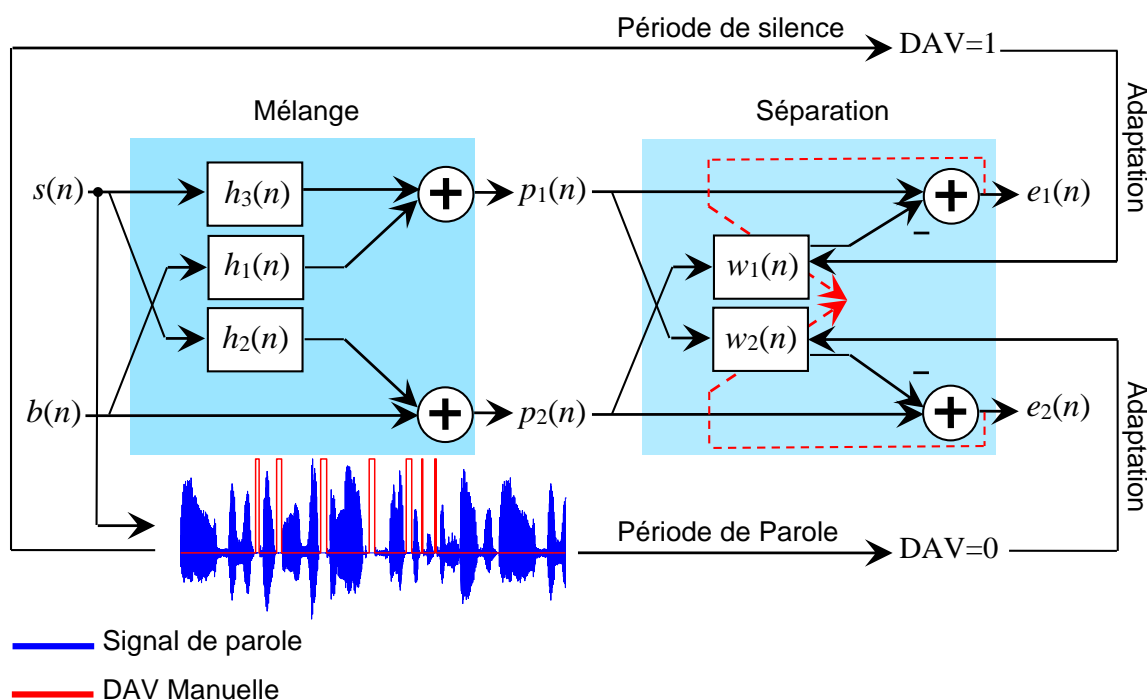 Période de silence
DAV=1
Adaptation
Mélange
Séparation
s(n)
h3(n)
+
p1(n)
+
e1(n)
−
h1(n)
w1(n)
h2(n)
w2(n)
−
b(n)
+
p2(n)
+
e2(n)
Adaptation
Période de Parole
DAV=0
Signal de parole
DAV Manuelle